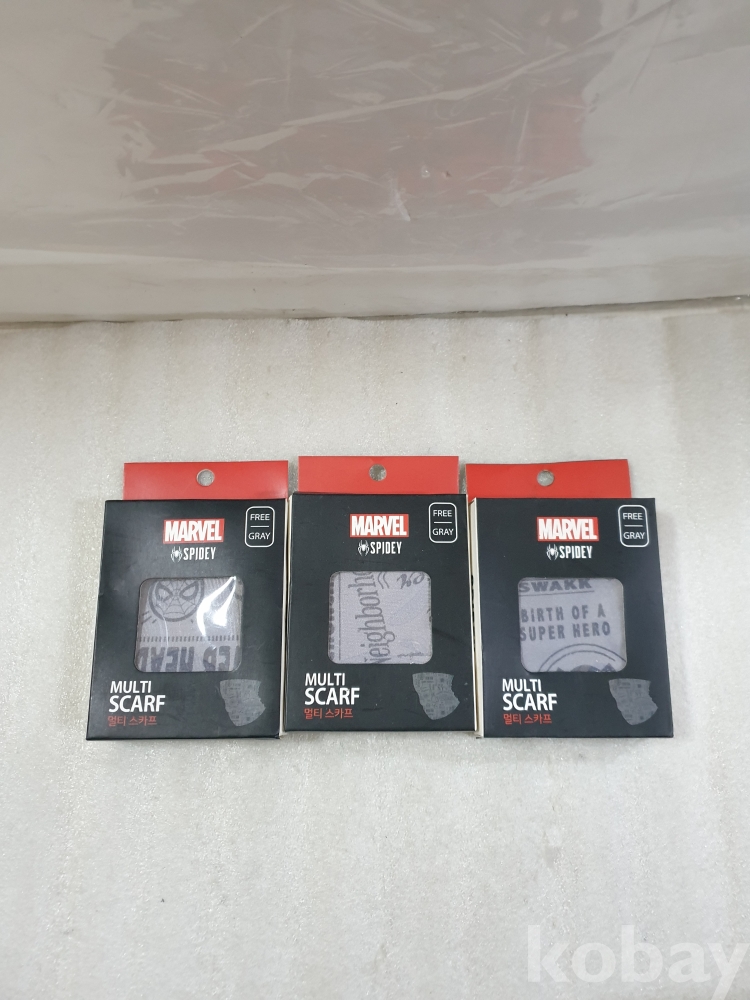 MARVEL
SPIDEY
FREE
GRAY
MULTI
SCARF
멀티 스카프
MARVEL
SPIDEY
FREE
GRAY
Neighborho
MULTI
SCARF
멀티 스카프
MARVEL
SPIDEY
FREE
GRAY
SWAKK
BIRTH OF A
SUPER HERO
MULTI
SCARF
멀티 스카프
kobay